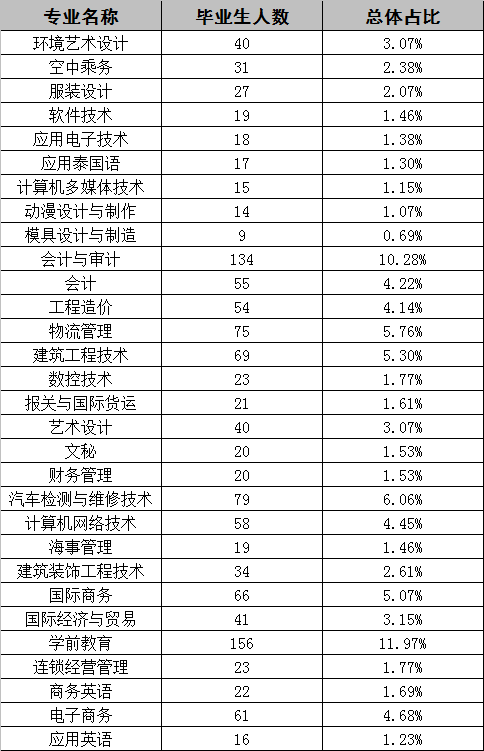 专业名称 毕业生人数 总体占比
环境艺术设计 40 3.07%
空中乘务 31 2.38%
服装设计 27 2.07%
软件技术 19 1.46%
应用电子技术 18 1.38%
应用泰国语 17 1.30%
计算机多媒体技术 15 1.15%
动漫设计与制作 14 1.07%
模具设计与制造 9 0.69%
会计与审计 134 10.28%
会计 55 4.22%
工程造价 54 4.14%
物流管理 75 5.76%
建筑工程技术 69 5.30%
数控技术 23 1.77%
报关与国际货运 21 1.61%
艺术设计 40 3.07%
文秘 20 1.53%
财务管理 20 1.53%
汽车检测与维修技术 79 6.06%
计算机网络技术 58 4.45%
海事管理 19 1.46%
建筑装饰工程技术 34 2.61%
国际商务 66 5.07%
国际经济与贸易 41 3.15%
学前教育 156 11.97%
连锁经营管理 23 1.77%
商务英语 22 1.69%
电子商务 61 4.68%
应用英语 16 1.23%